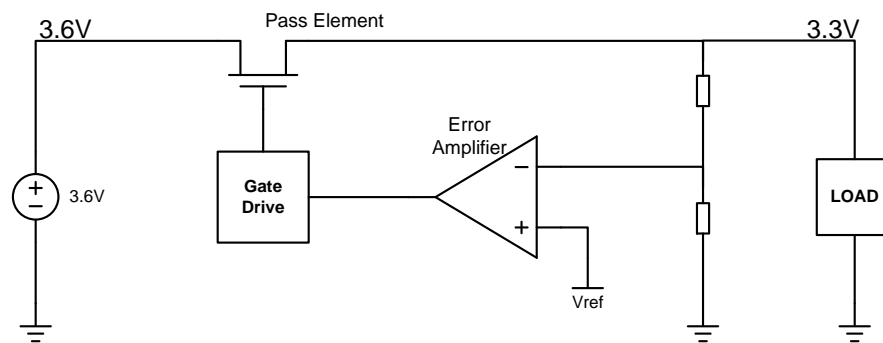 Pass Element
3.6V
3.3V
Error
Amplifier
Gate
Drive
LOAD
3.6V
Vref